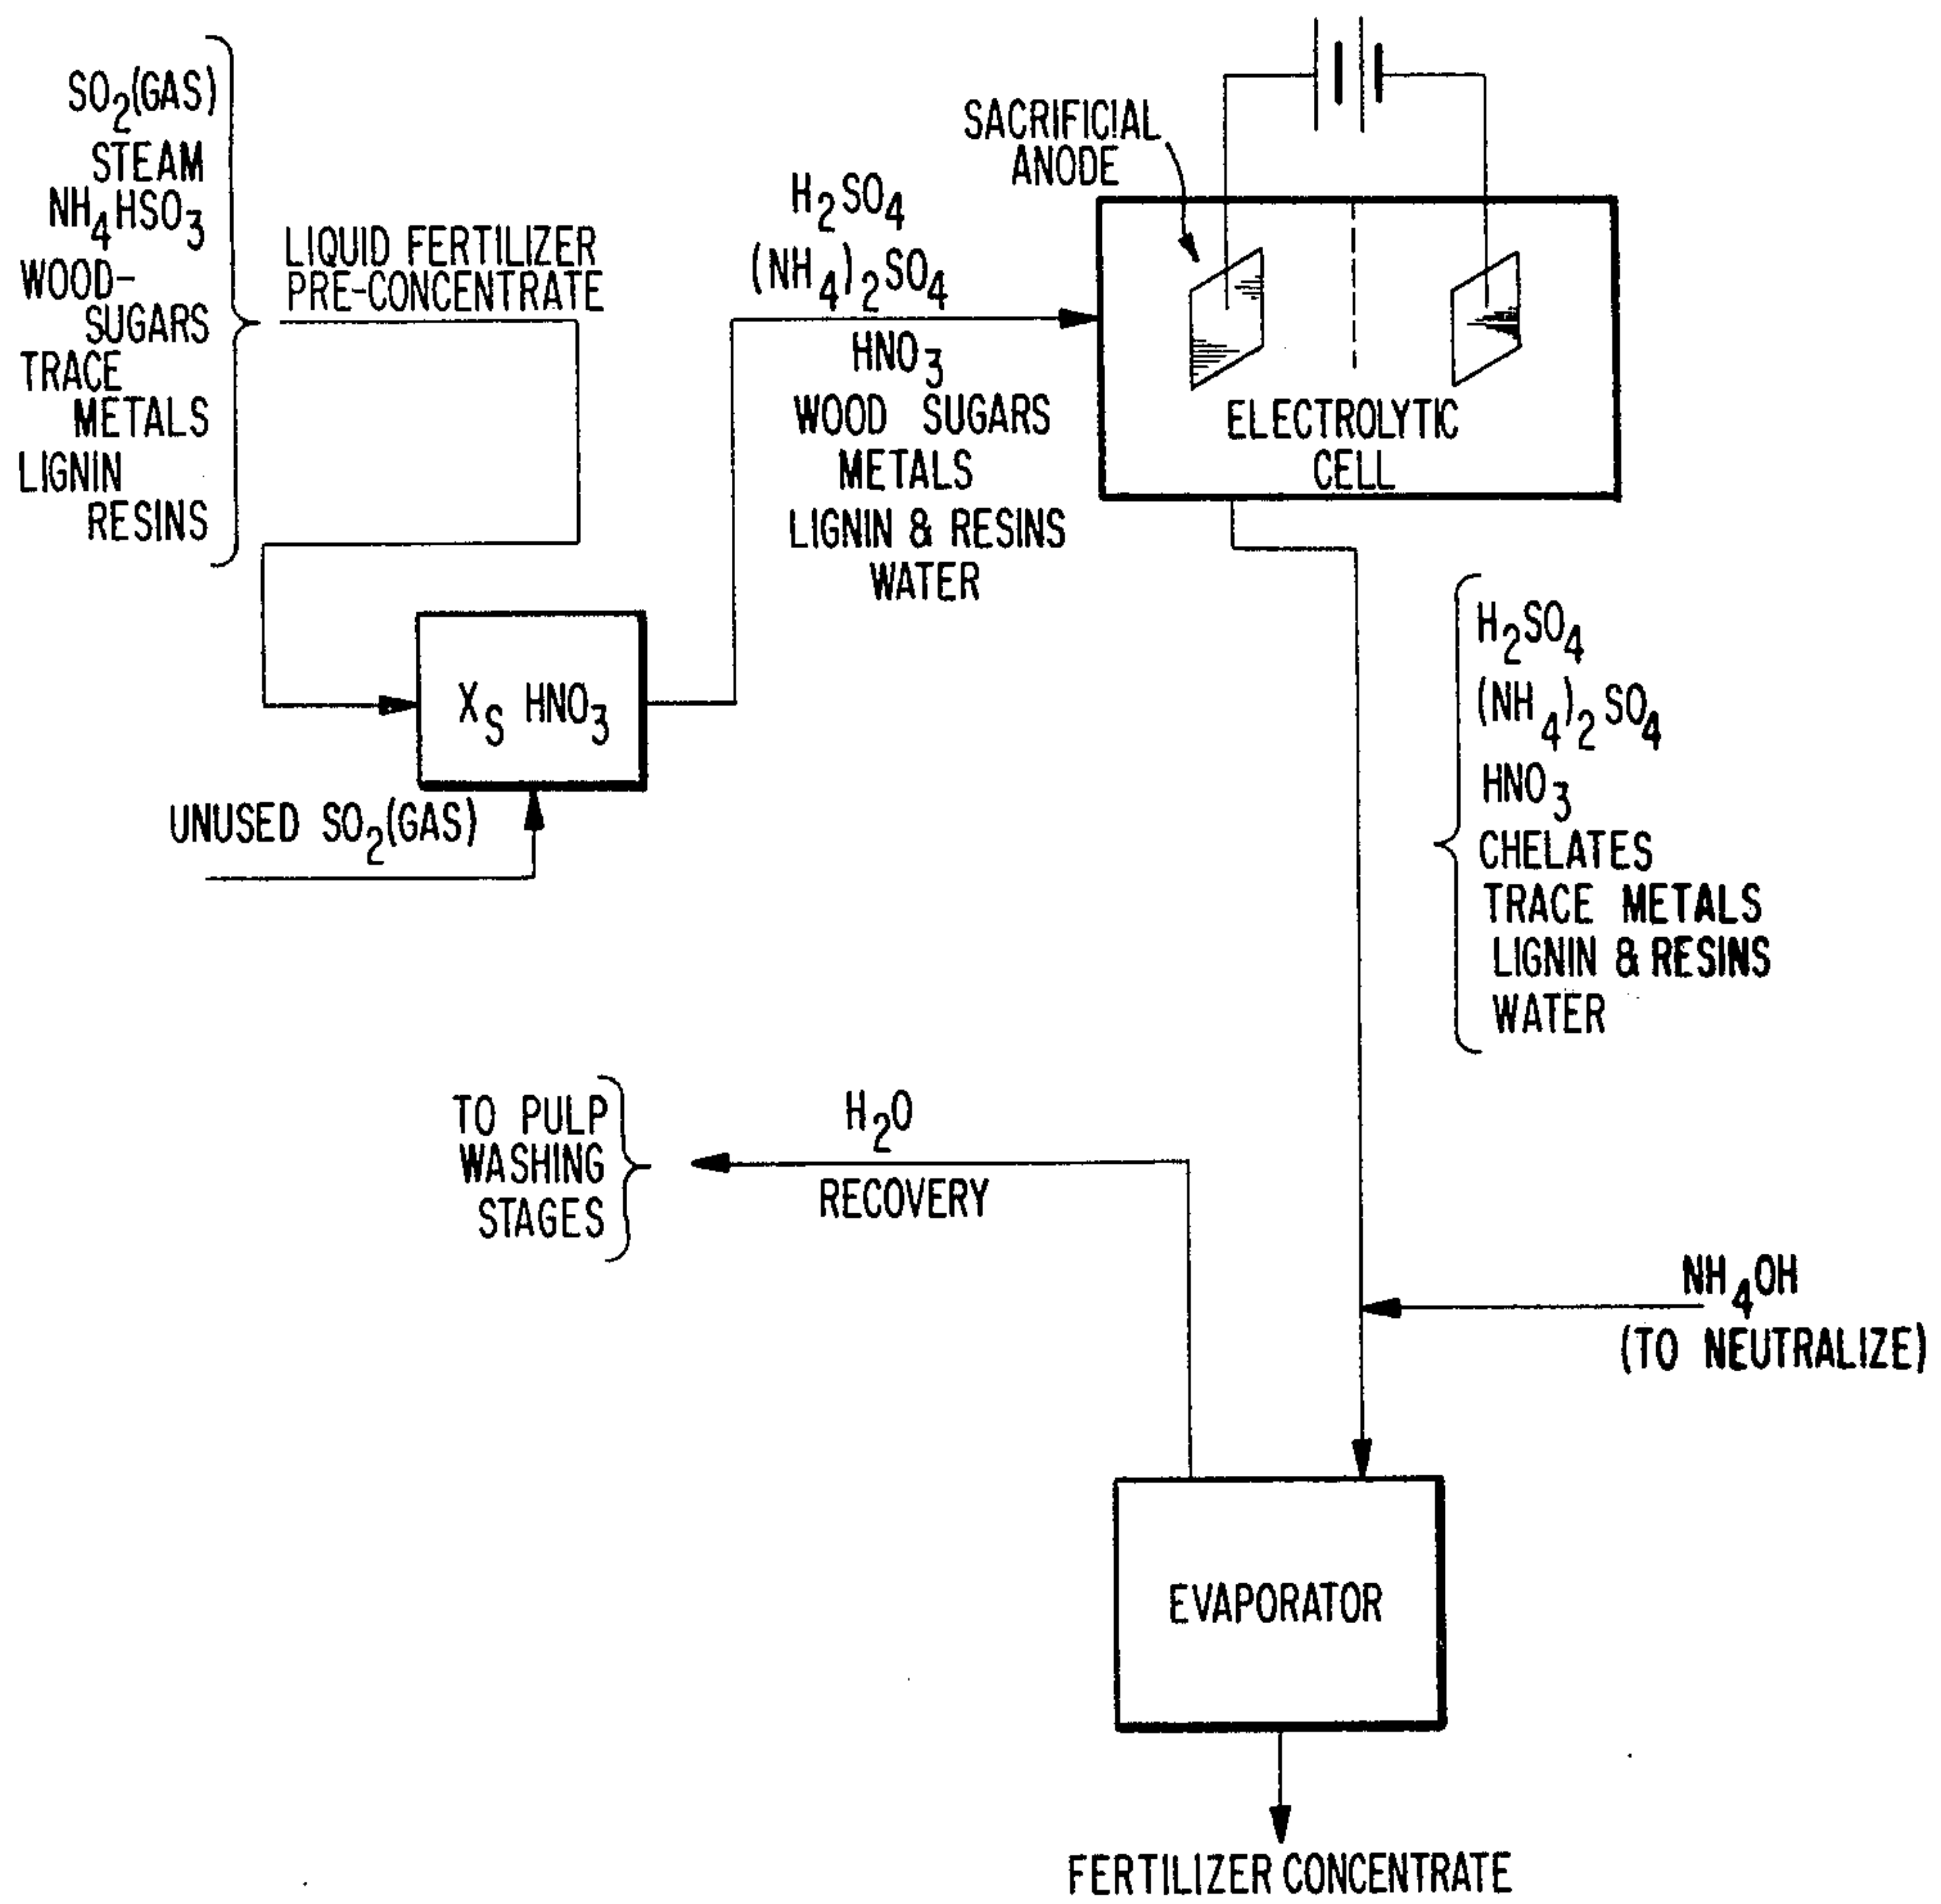 SO2(GAS)
STEAM
NH4HSO3
WOOD-
SUGARS
TRACE
METALS
LIGNIN
RESINS
LIQUID FERTILIZER
PRE-CONCENTRATE
XS HNO3
UNUSED SO2(GAS)
H2SO4
(NH4)2SO4
HNO3
WOOD SUGARS
METALS
LIGNIN & RESINS
WATER
SACRIFICIAL
ANODE
ELECTROLYTIC
CELL
H2SO4
(NH4)2SO4
HNO3
CHELATES
TRACE METALS
LIGNIN & RESINS
WATER
TO PULP
WASHING
STAGES
H2O
RECOVERY
NH4OH
(TO NEUTRALIZE)
EVAPORATOR
FERTILIZER CONCENTRATE